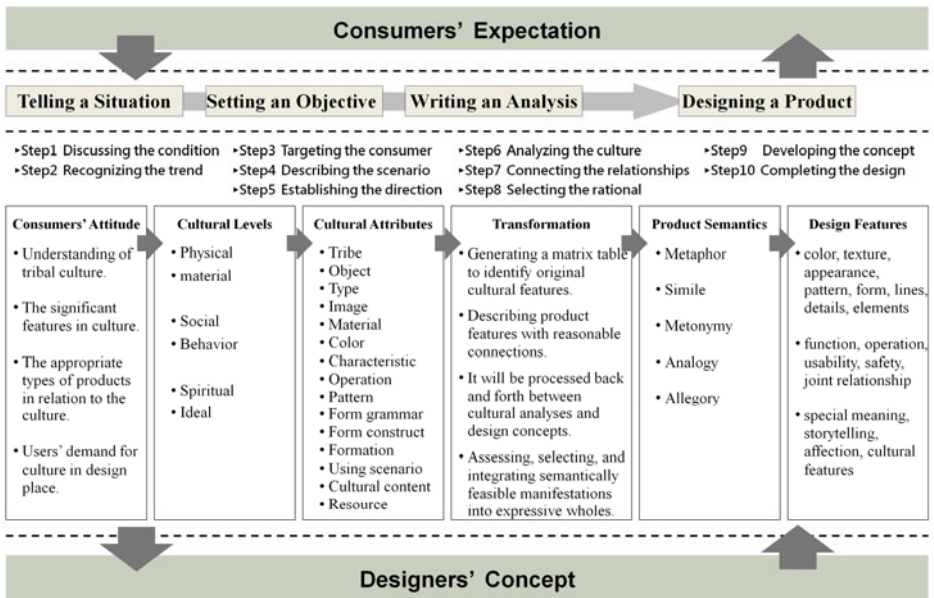 Consumers' Expectation
Telling a Situation
Setting an Objective
Writing an Analysis
Designing a Product
▸Step1 Discussing the condition
▸Step2 Recognizing the trend
▸Step3 Targeting the consumer
▸Step4 Describing the scenario
▸Step5 Establishing the direction
▸Step6 Analyzing the culture
▸Step7 Connecting the relationships
▸Step8 Selecting the rational
▸Step9 Developing the concept
▸Step10 Completing the design
Consumers' Attitude
• Understanding of
tribal culture.
• The significant
features in culture.
• The appropriate
types of products
in relation to the
culture.
• Users' demand for
culture in design
place.
Cultural Levels
• Physical
• material
• Social
• Behavior
• Spiritual
• Ideal
Cultural Attributes
• Tribe
• Object
• Type
• Image
• Material
• Color
• Characteristic
• Operation
• Pattern
• Form grammar
• Form construct
• Formation
• Using scenario
• Cultural content
• Resource
Transformation
• Generating a matrix table
to identify original
cultural features.
• Describing product
features with reasonable
connections.
• It will be processed back
and forth between
cultural analyses and
design concepts.
• Assessing, selecting, and
integrating semantically
feasible manifestations
into expressive wholes.
Product Semantics
• Metaphor
• Simile
• Metonymy
• Analogy
• Allegory
Design Features
• color, texture,
appearance,
pattern, form, lines,
details, elements
• function, operation,
usability, safety,
joint relationship
• special meaning,
storytelling,
affection, cultural
features
Designers' Concept